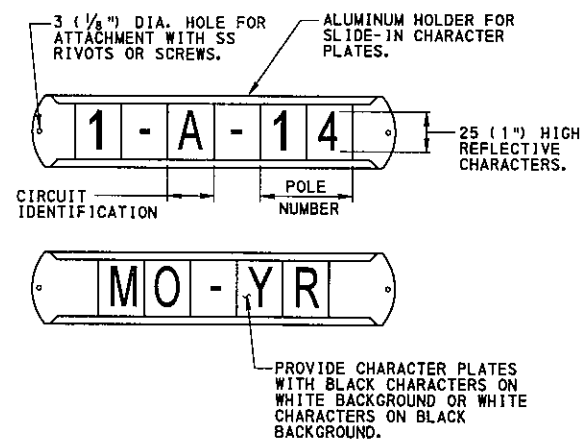 3 (⅛") DIA. HOLE FOR
ATTACHMENT WITH SS
RIVOTS OR SCREWS.
ALUMINUM HOLDER FOR
SLIDE-IN CHARACTER
PLATES.
1 - A - 1 4
25 (1") HIGH
REFLECTIVE
CHARACTERS.
CIRCUIT
IDENTIFICATION
POLE
NUMBER
M O - Y R
PROVIDE CHARACTER PLATES
WITH BLACK CHARACTERS ON
WHITE BACKGROUND OR WHITE
CHARACTERS ON BLACK
BACKGROUND.